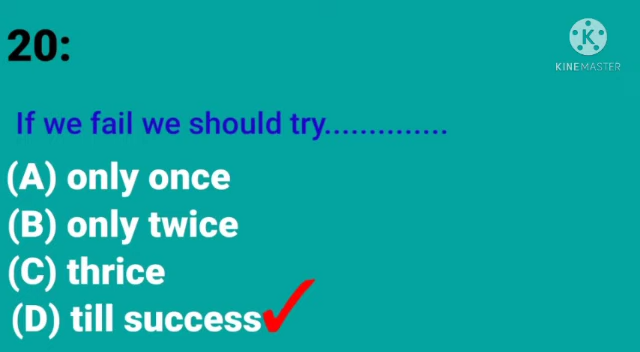 20:
K
KINEMASTER
If we fail we should try..............
(A) only once
(B) only twice
(C) thrice
(D) till success